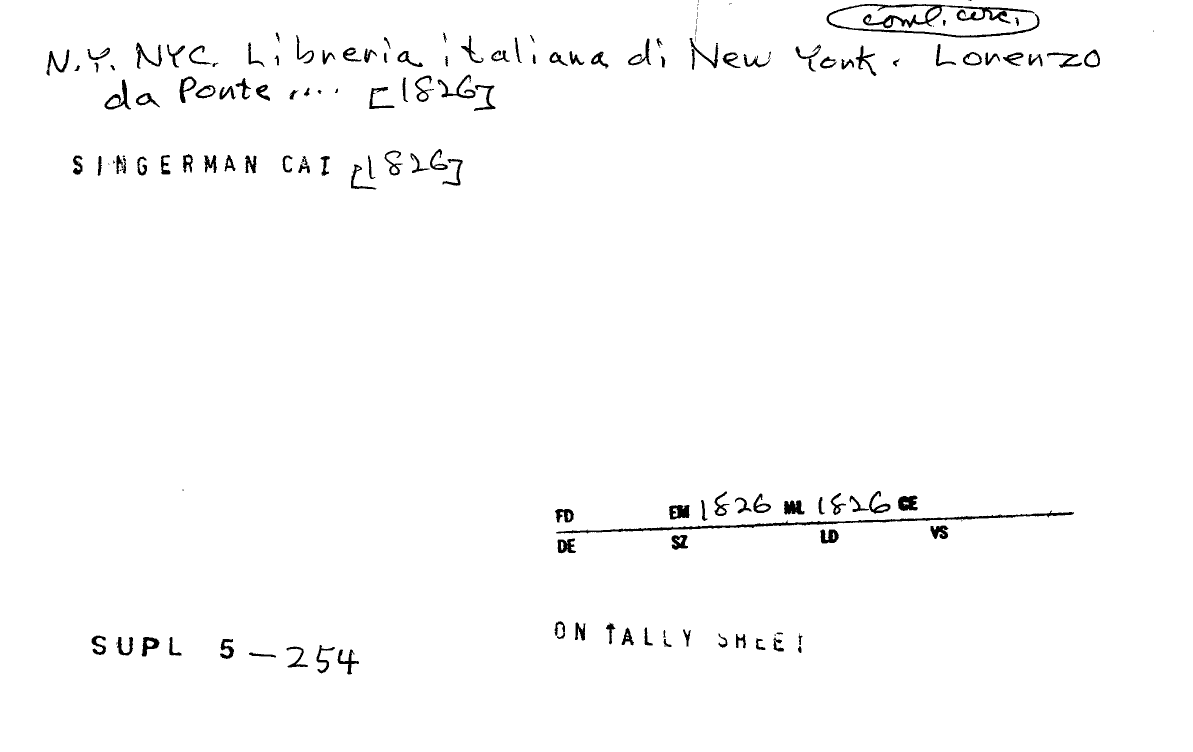 coml. circ.
N.Y. NYC. Libreria italiana di New York. Lorenzo
da Ponte .... [1826]
SINGERMAN CAI [1826]
FD EM 1826 ML 1826 CE
DE SZ LD VS
ON TALLY SHEET
SUPL 5 — 254